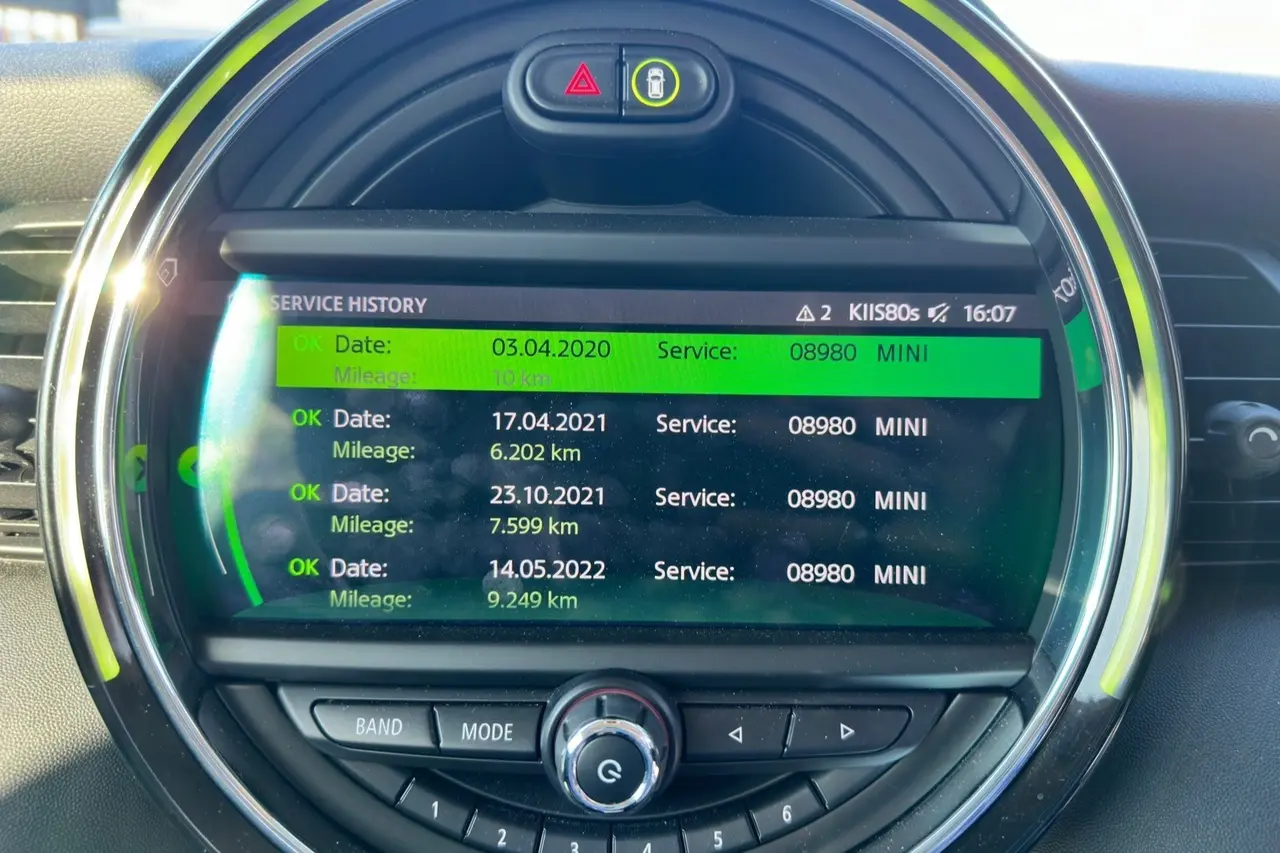 SERVICE HISTORY 2 KIIS80s 16:07
OK Date: 03.04.2020 Service: 08980 MINI
Mileage: 10 km
OK Date: 17.04.2021 Service: 08980 MINI
Mileage: 6.202 km
OK Date: 23.10.2021 Service: 08980 MINI
Mileage: 7.599 km
OK Date: 14.05.2022 Service: 08980 MINI
Mileage: 9.249 km
BAND MODE
1 2 3 4 5 6